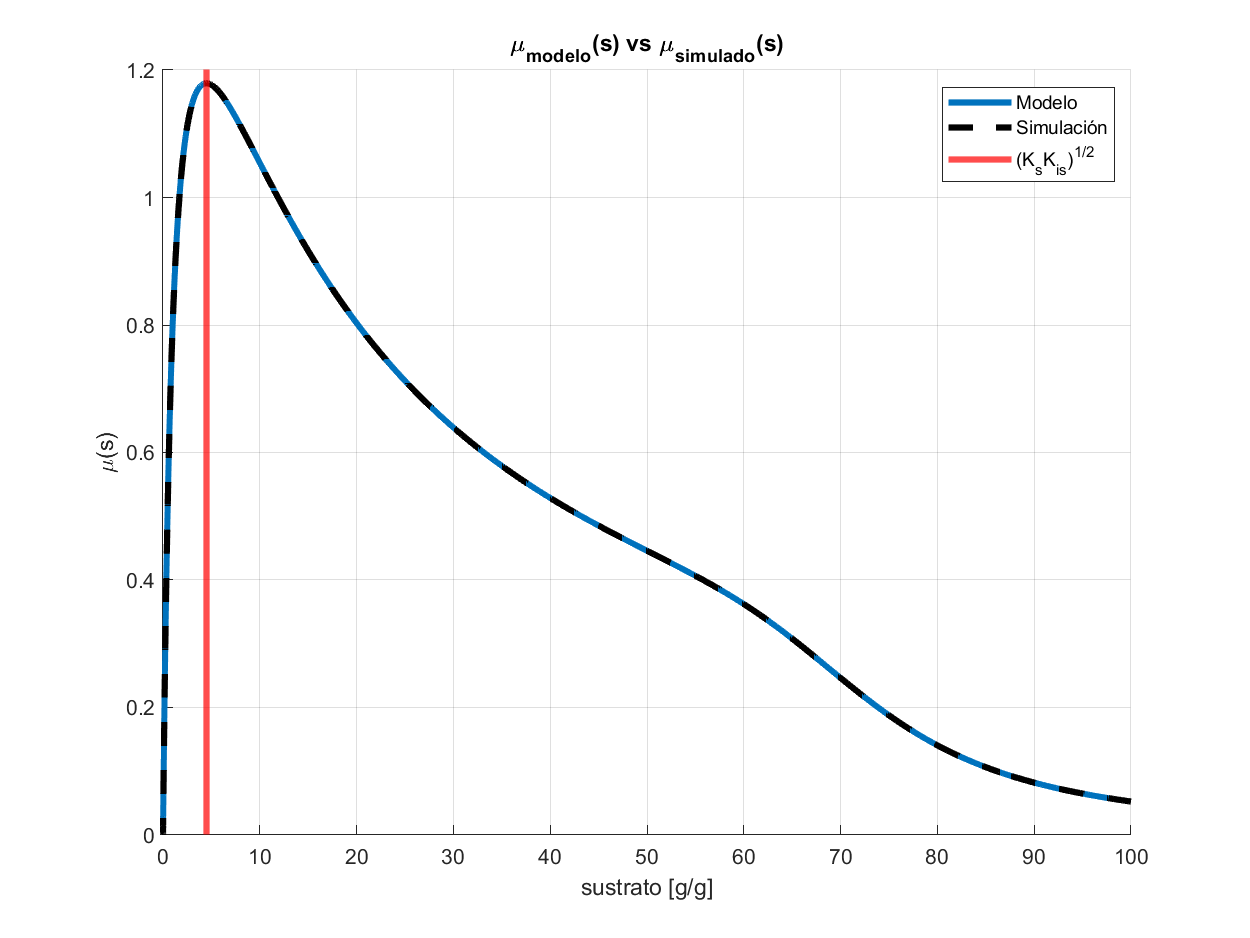 μmodelo(s) vs μsimulado(s)
Modelo
Simulación
(KsKis)1/2
μ(s)
1.2
1
0.8
0.6
0.4
0.2
0
0 10 20 30 40 50 60 70 80 90 100
sustrato [g/g]